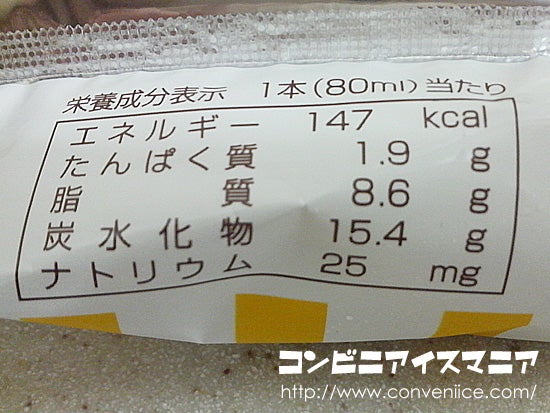 栄養成分表示 1本(80ml)当たり
エネルギー 147 kcal
たんぱく質 1.9 g
脂質 8.6 g
炭水化物 15.4 g
ナトリウム 25 mg
コンビニアイスマニア
http://www.conveniice.com/